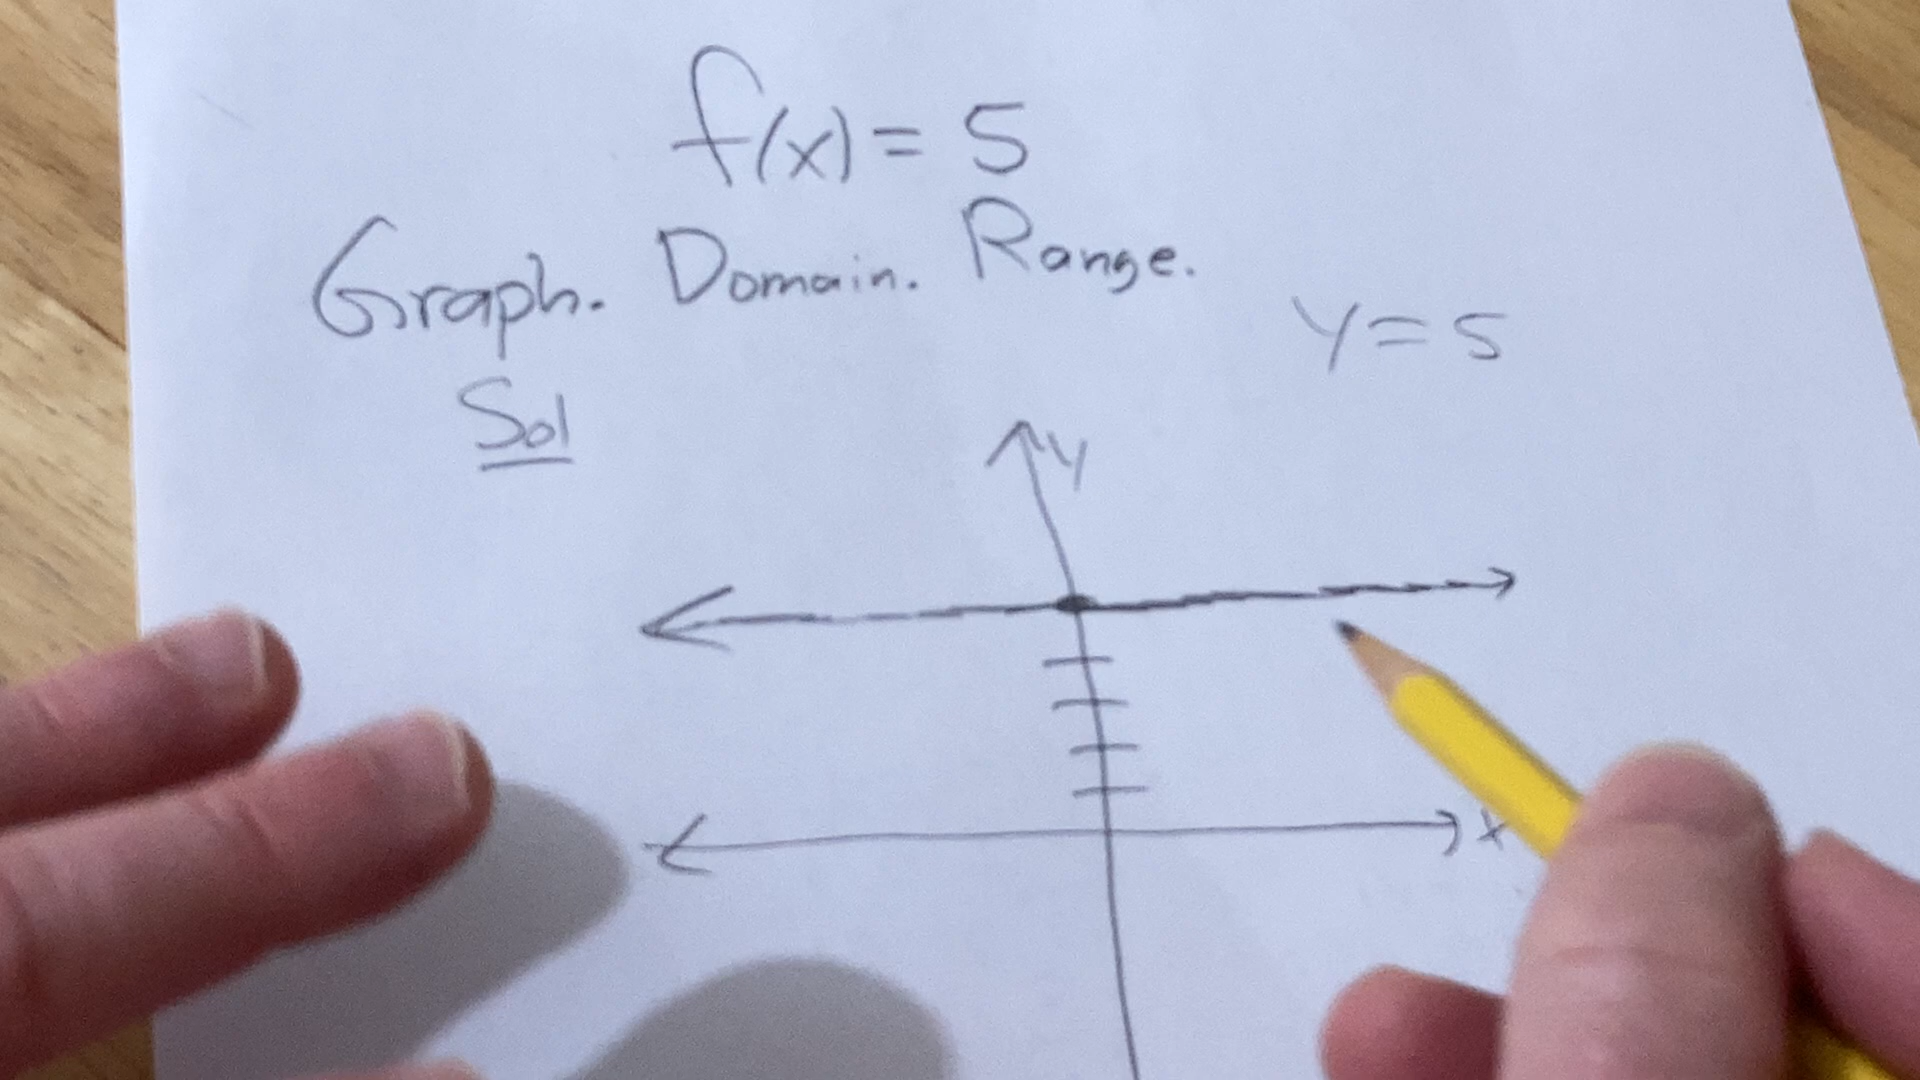 f(x) = 5
Graph. Domain. Range.
y = 5
Sol
y
x